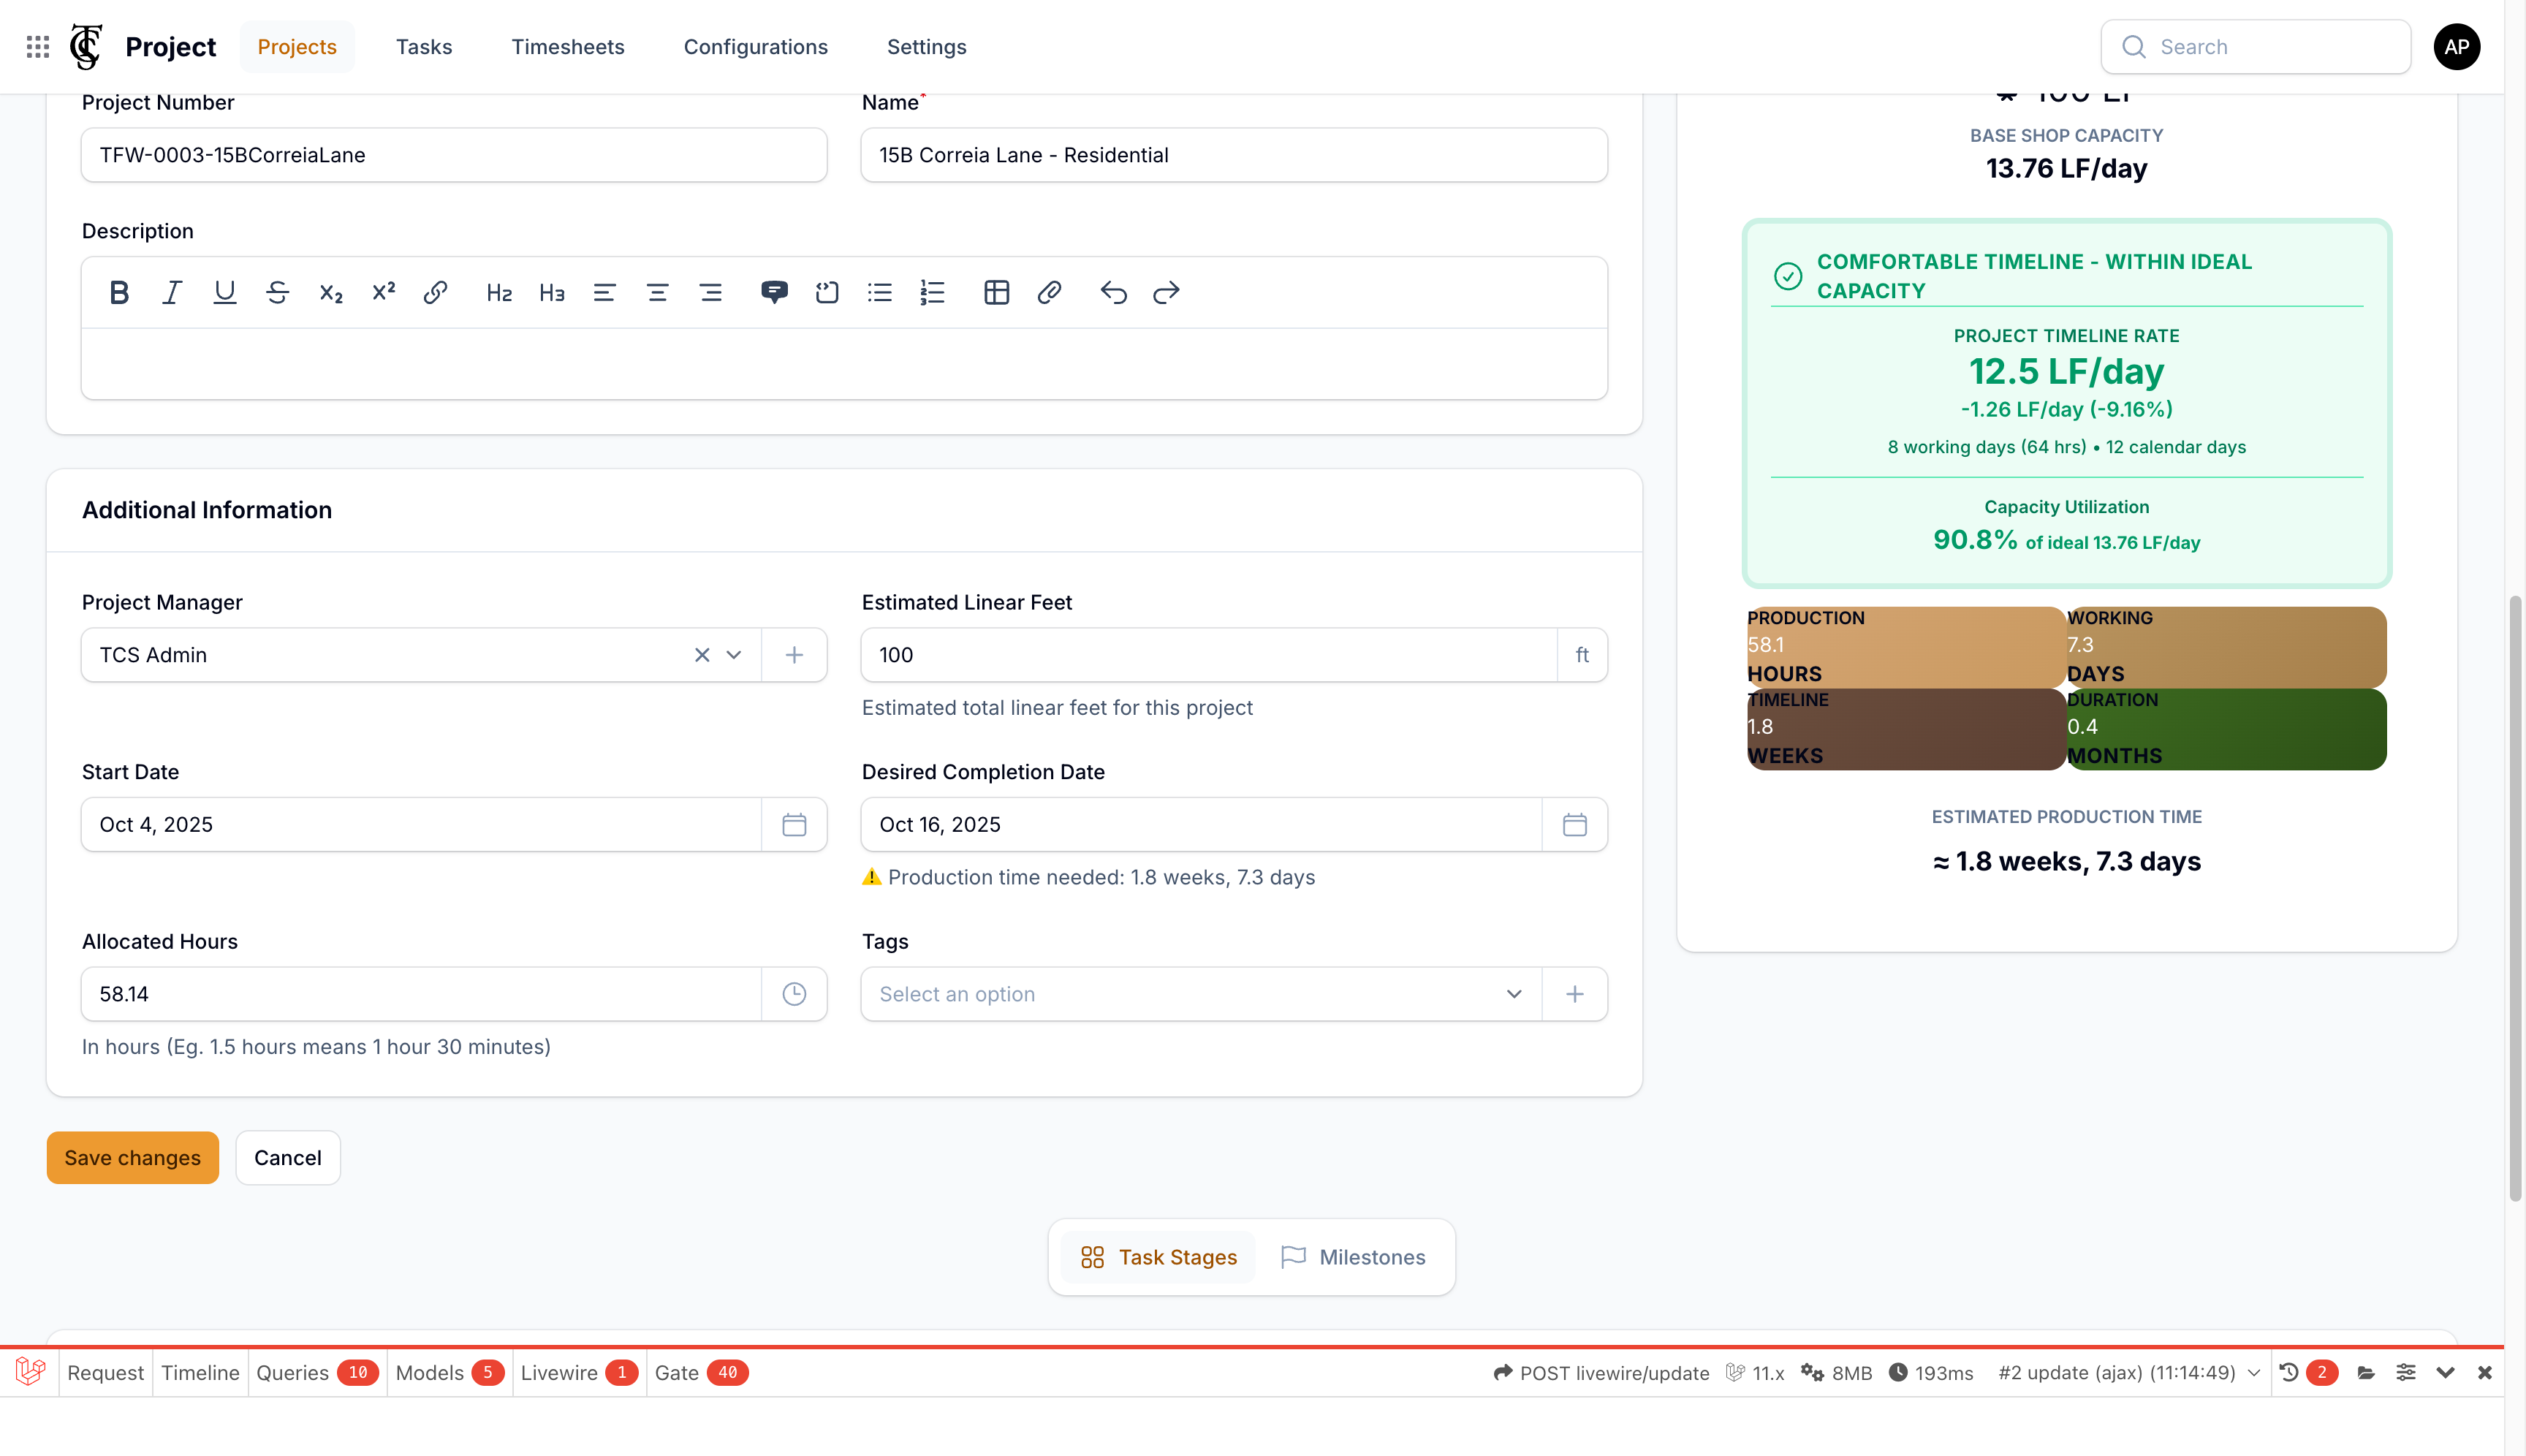 Project
Projects
Tasks
Timesheets
Configurations
Settings
Search
AP
Project Number
Name*
TFW-0003-15BCorreiaLane
15B Correia Lane - Residential
Description
B I U S X₂ X² H2 H3
Additional Information
Project Manager
Estimated Linear Feet
TCS Admin
100
ft
Estimated total linear feet for this project
Start Date
Desired Completion Date
Oct 4, 2025
Oct 16, 2025
⚠️ Production time needed: 1.8 weeks, 7.3 days
Allocated Hours
Tags
58.14
Select an option
In hours (Eg. 1.5 hours means 1 hour 30 minutes)
Save changes
Cancel
BASE SHOP CAPACITY
13.76 LF/day
COMFORTABLE TIMELINE - WITHIN IDEAL
CAPACITY
PROJECT TIMELINE RATE
12.5 LF/day
-1.26 LF/day (-9.16%)
8 working days (64 hrs) • 12 calendar days
Capacity Utilization
90.8% of ideal 13.76 LF/day
PRODUCTION
58.1
HOURS
WORKING
7.3
DAYS
TIMELINE
1.8
WEEKS
DURATION
0.4
MONTHS
ESTIMATED PRODUCTION TIME
≈ 1.8 weeks, 7.3 days
Task Stages
Milestones
Request
Timeline
Queries 10
Models 5
Livewire 1
Gate 40
POST livewire/update
11.x
8MB
193ms
#2 update (ajax) (11:14:49)
2